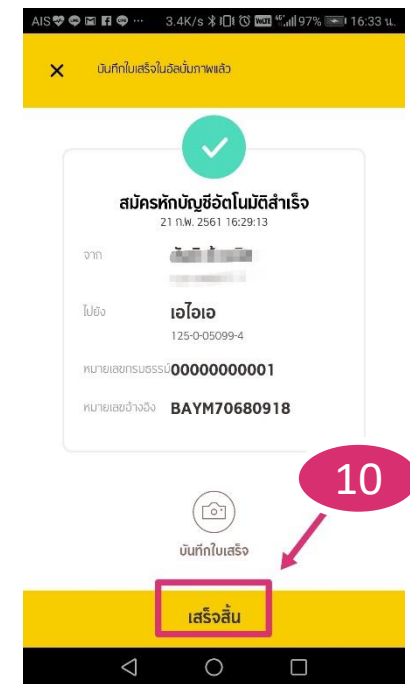 AIS ... 3.4K/s VoLTE 4G 97% 16:33 น.
บันทึกใบเสร็จในอัลบั้มภาพแล้ว
สมัครหักบัญชีอัตโนมัติสำเร็จ
21 ก.พ. 2561 16:29:13
จาก
ไปยัง เอไอเอ
125-0-05099-4
หมายเลขกรมธรรม์ 00000000001
หมายเลขอ้างอิง BAYM70680918
10
บันทึกใบเสร็จ
เสร็จสิ้น